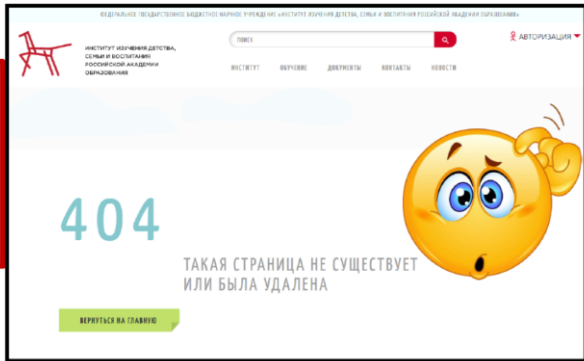 ФЕДЕРАЛЬНОЕ ГОСУДАРСТВЕННОЕ БЮДЖЕТНОЕ НАУЧНОЕ УЧРЕЖДЕНИЕ «ИНСТИТУТ ИЗУЧЕНИЯ ДЕТСТВА, СЕМЬИ И ВОСПИТАНИЯ РОССИЙСКОЙ АКАДЕМИИ ОБРАЗОВАНИЯ»
ИНСТИТУТ ИЗУЧЕНИЯ ДЕТСТВА,
СЕМЬИ И ВОСПИТАНИЯ
РОССИЙСКОЙ АКАДЕМИИ
ОБРАЗОВАНИЯ
ПОИСК
АВТОРИЗАЦИЯ
ИНСТИТУТ ОБУЧЕНИЕ ДОКУМЕНТЫ КОНТАКТЫ НОВОСТИ
404
ТАКАЯ СТРАНИЦА НЕ СУЩЕСТВУЕТ
ИЛИ БЫЛА УДАЛЕНА
ВЕРНУТЬСЯ НА ГЛАВНУЮ